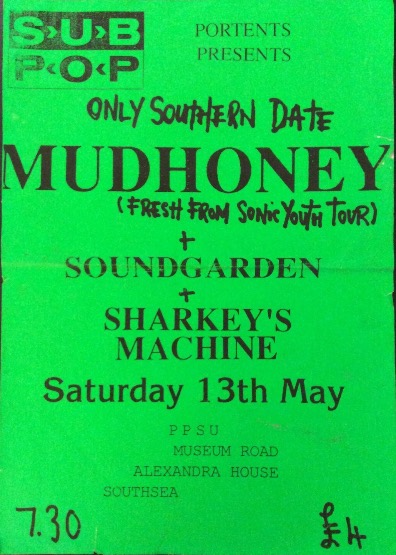 S›U›B
P‹O‹P
PORTENTS
PRESENTS
ONLY SOUTHERN DATE
MUDHONEY
(FRESH FROM SONIC YOUTH TOUR)
+
SOUNDGARDEN
+
SHARKEY'S
MACHINE
Saturday 13th May
PPSU
MUSEUM ROAD
ALEXANDRA HOUSE
SOUTHSEA
7.30
£4